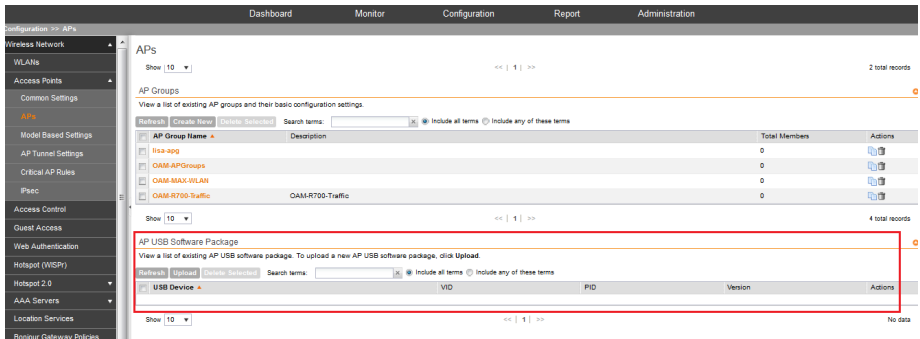 Dashboard Monitor Configuration Report Administration
Configuration >> APs
Wireless Network
WLANs
Access Points
Common Settings
APs
Model Based Settings
AP Tunnel Settings
Critical AP Rules
IPsec
Access Control
Guest Access
Web Authentication
Hotspot (WISPr)
Hotspot 2.0
AAA Servers
Location Services
Bonjour Gateway Policies
APs
Show 10 << | 1 | >> 2 total records
AP Groups
View a list of existing AP groups and their basic configuration settings.
Refresh Create New Delete Selected Search terms: x Include all terms Include any of these terms
AP Group Name Description Total Members Actions
lisa-apg 0
OAM-APGroups 0
OAM-MAX-WLAN 0
OAM-R700-Traffic OAM-R700-Traffic 0
Show 10 << | 1 | >> 4 total records
AP USB Software Package
View a list of existing AP USB software package. To upload a new AP USB software package, click Upload.
Refresh Upload Delete Selected Search terms: x Include all terms Include any of these terms
USB Device VID PID Version Actions
Show 10 << | 1 | >> No data